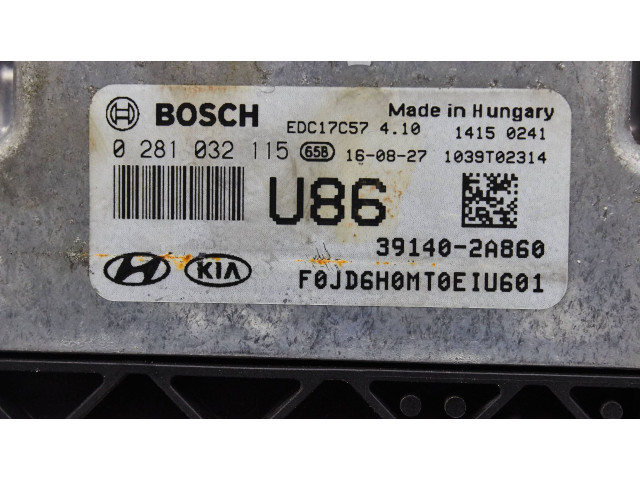 BOSCH
Made in Hungary
EDC17C57 4.10 1415 0241
0 281 032 115 65B 16-08-27 1039T02314
U86
39140-2A860
KIA F0JD6H0MT0EIU601